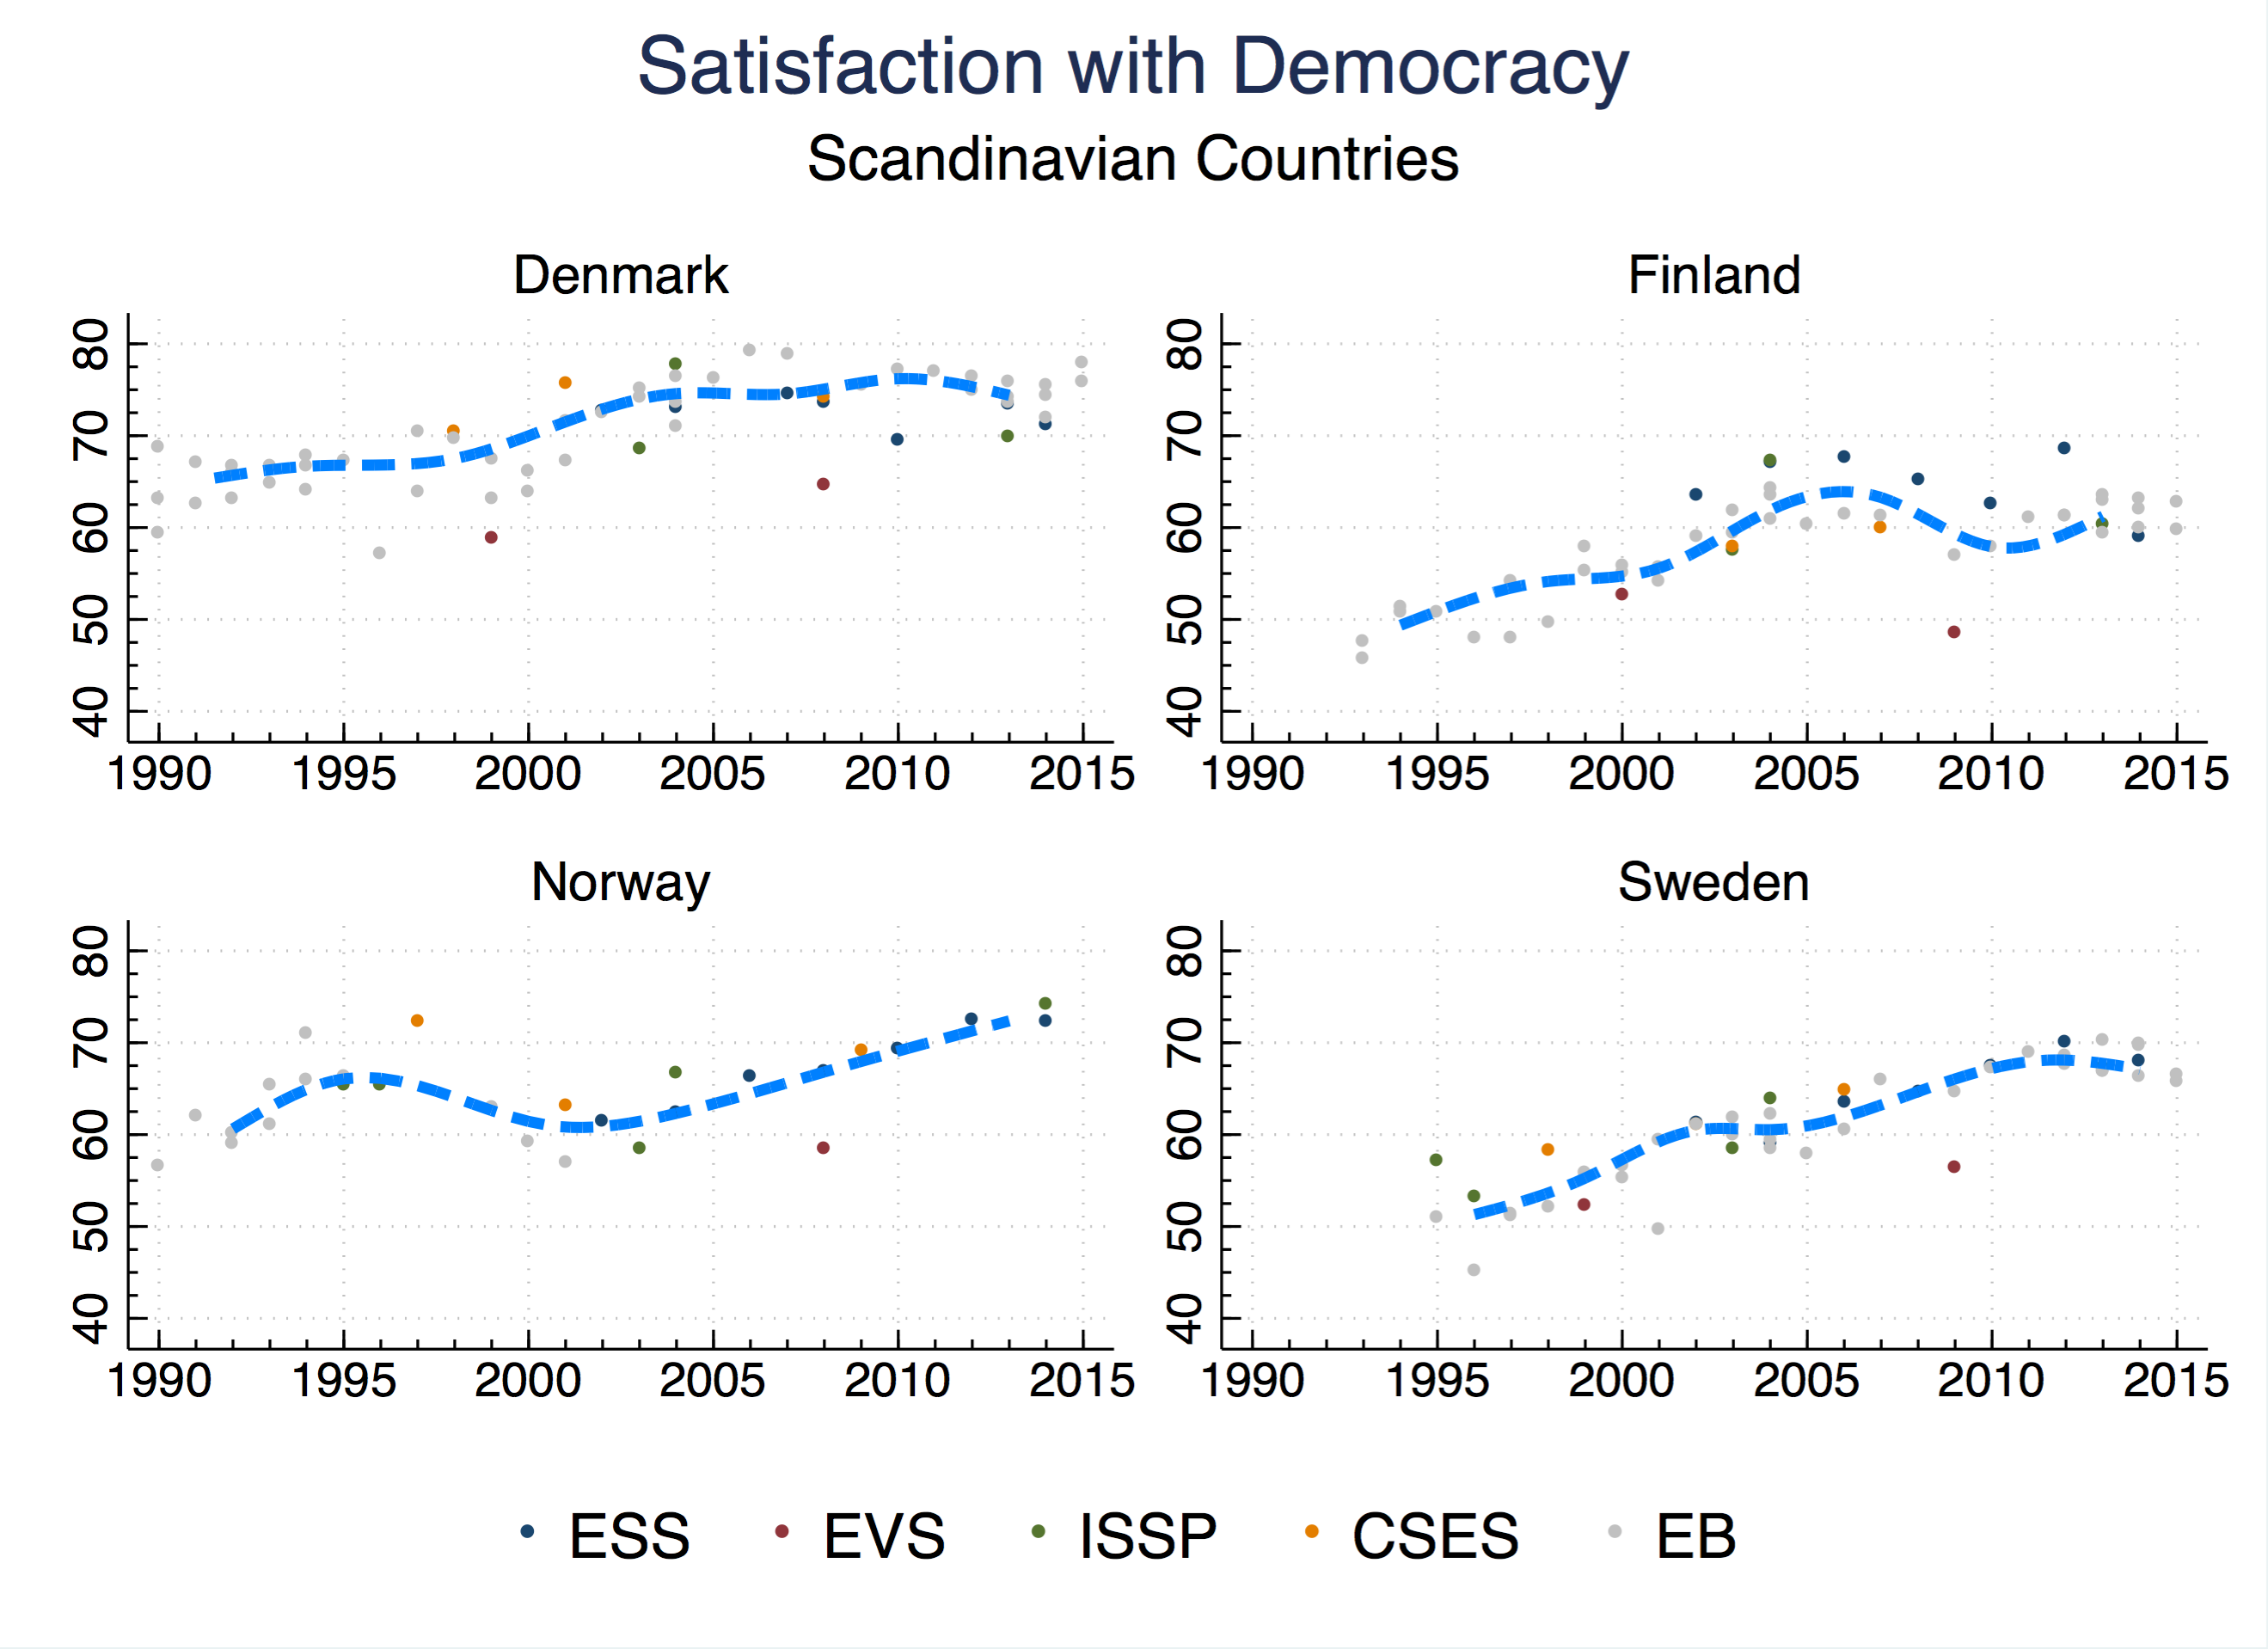 Satisfaction with Democracy
Scandinavian Countries
Denmark
80
70
60
50
40
1990 1995 2000 2005 2010 2015
Finland
80
70
60
50
40
1990 1995 2000 2005 2010 2015
Norway
80
70
60
50
40
1990 1995 2000 2005 2010 2015
Sweden
80
70
60
50
40
1990 1995 2000 2005 2010 2015
ESS EVS ISSP CSES EB